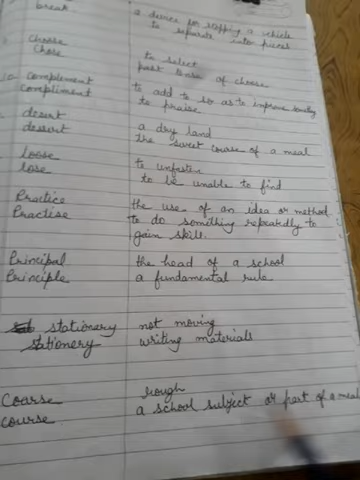 a device for stopping a vehicle
break to separate into pieces
choose to select
chose past tense of choose
10. complement to add to so as to improve
compliment to praise
desert a dry land
dessert the sweet course of a meal
loose to unfasten
lose to be unable to find
Practice the use of an idea or method
Practise to do something repeatedly to
gain skill.
Principal the head of a school
Principle a fundamental rule
stationary not moving
stationery writing materials
Coarse rough
course a school subject or part of a meal